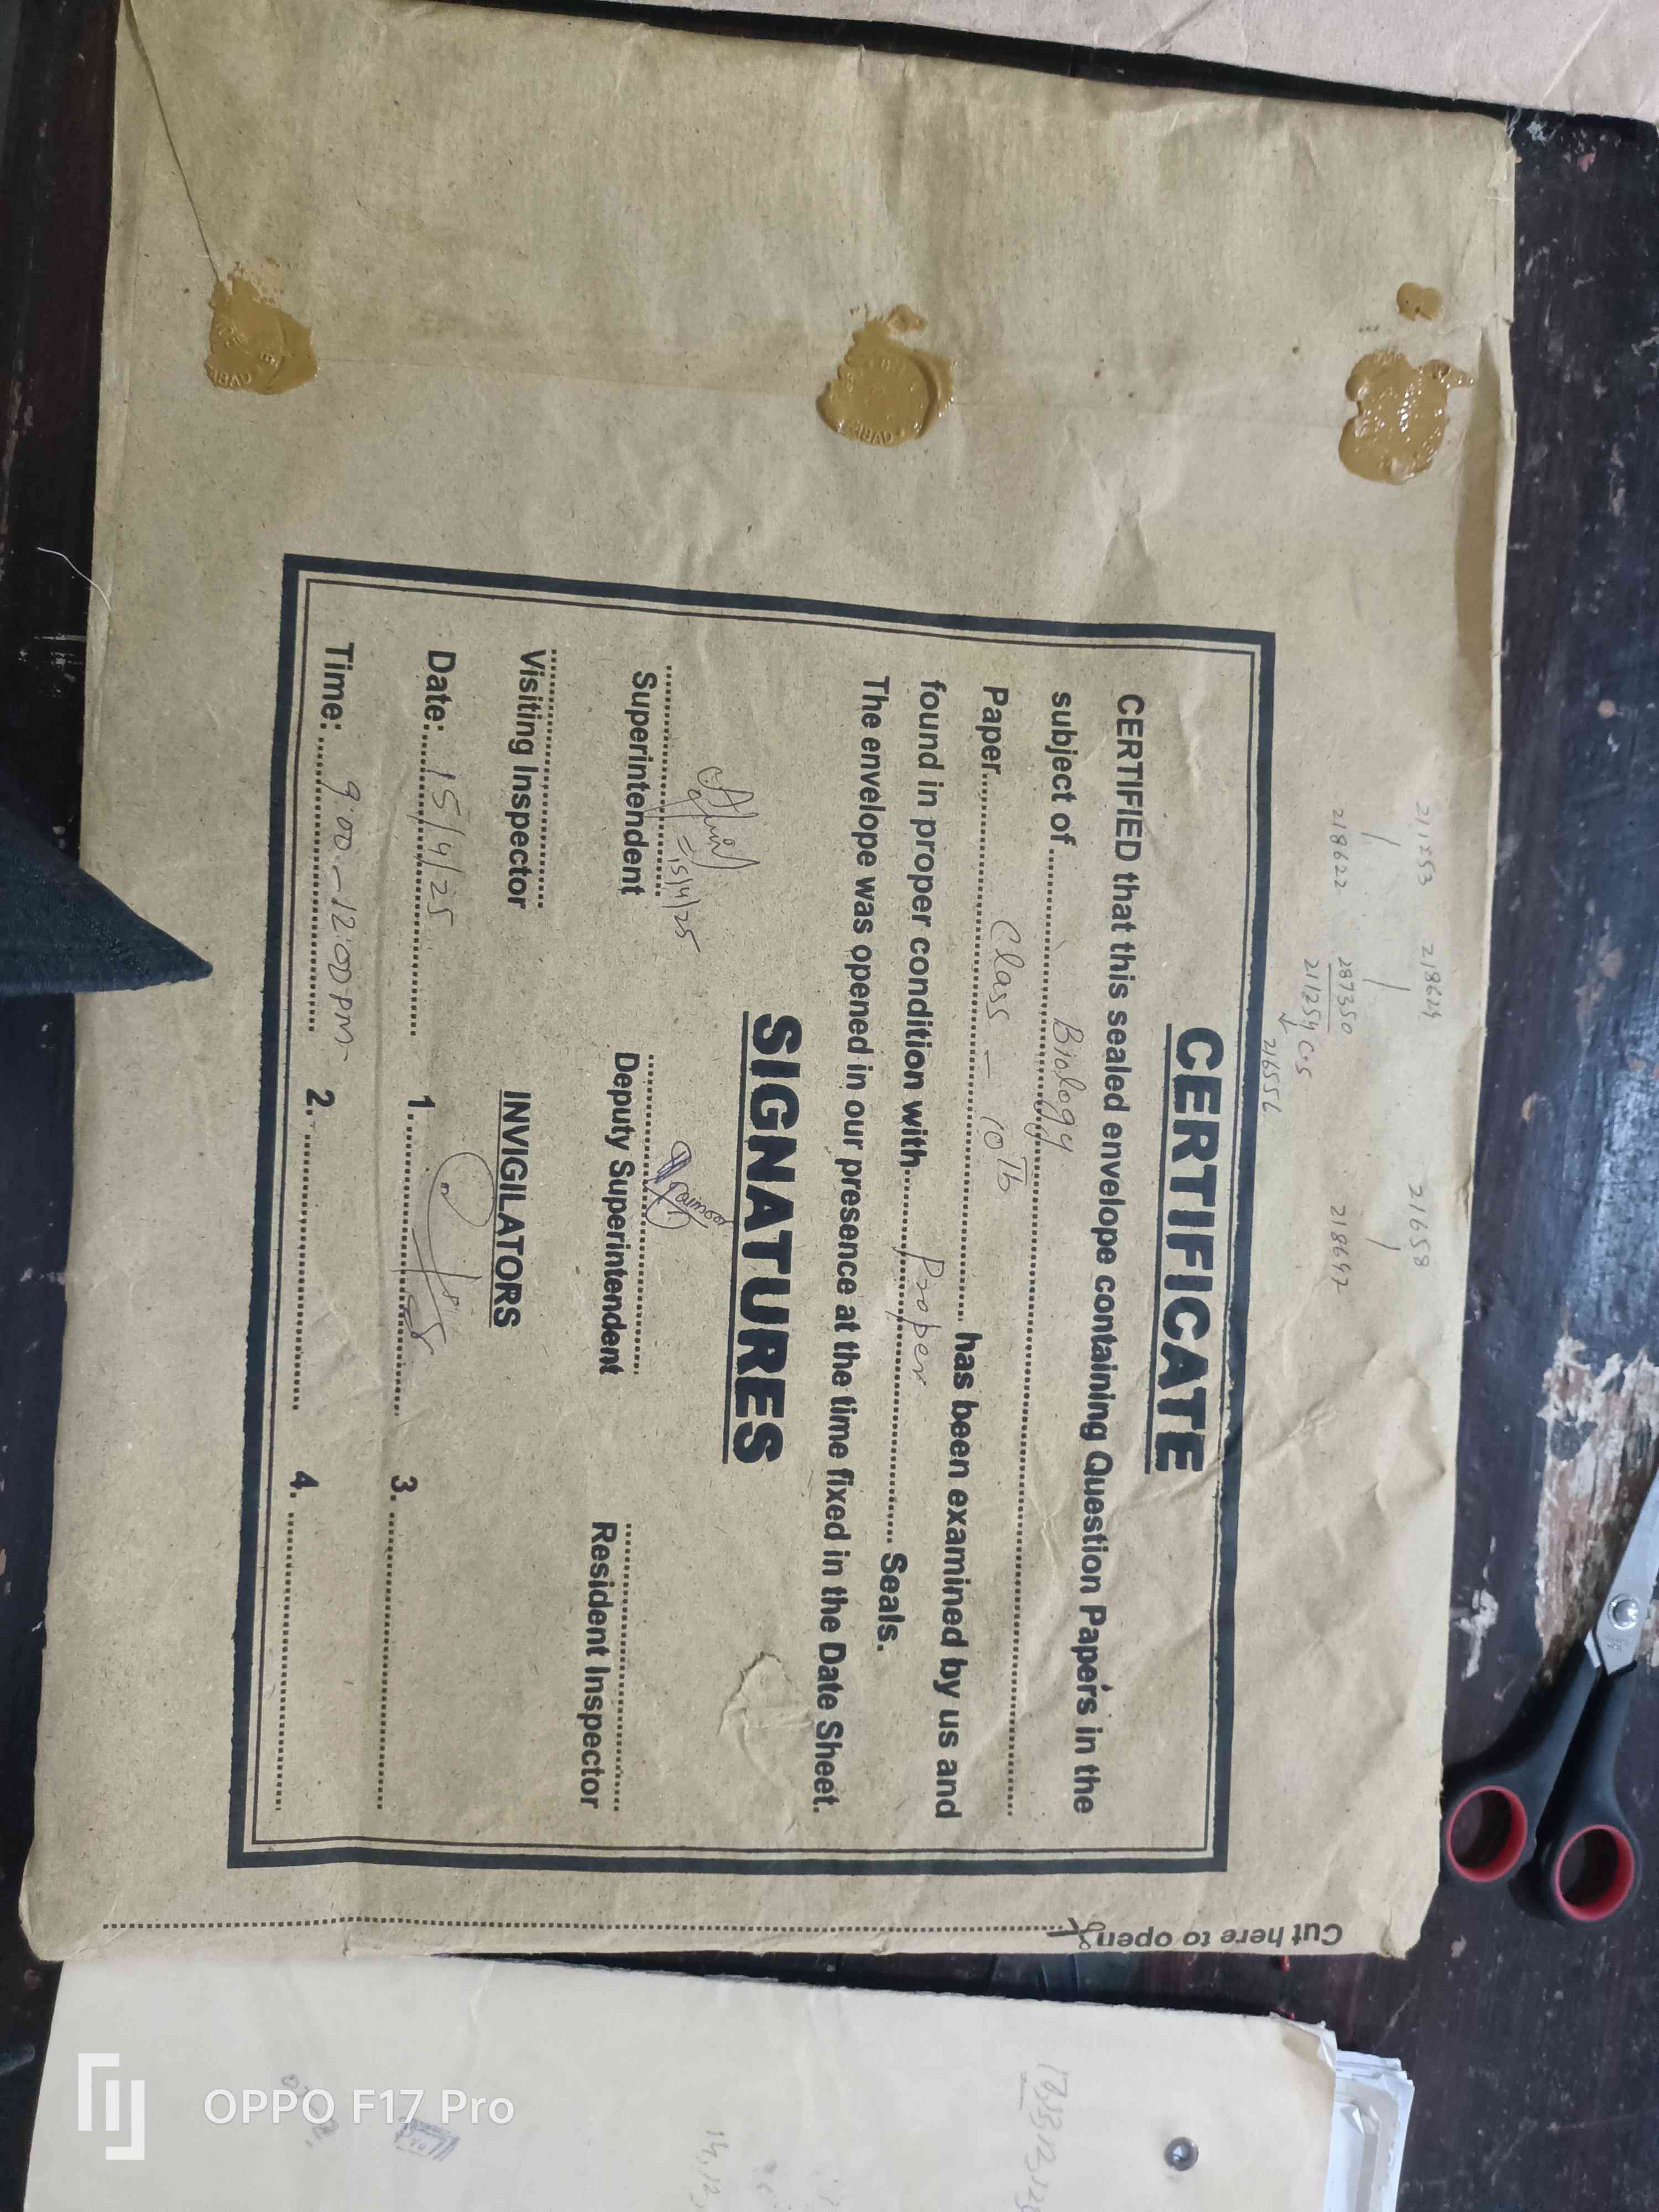 211253 218624 21658
218622 287350 218642
211254 C.S
21655
CERTIFICATE
CERTIFIED that this sealed envelope containing Question Papers in the
subject of ........ Biology ........
Paper........ Class - 10th ........ has been examined by us and
found in proper condition with........ Proper ........ Seals.
The envelope was opened in our presence at the time fixed in the Date Sheet.
SIGNATURES
15/4/25
Superintendent Deputy Superintendent Resident Inspector
Visiting Inspector INVIGILATORS
Date: 15/4/25 1. 3.
Time: 9:00 - 12:00 pm 2. 4.
Cut here to open
OPPO F17 Pro